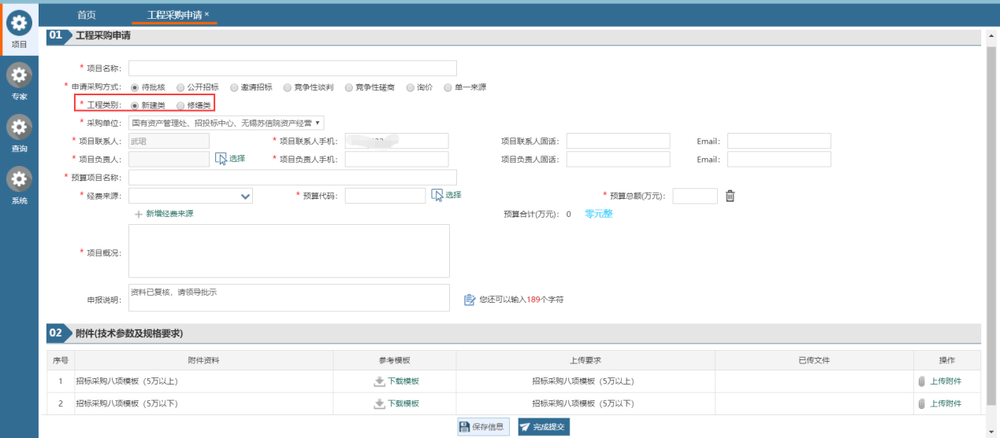 首页 工程采购申请 ×
项目
专家
查询
系统
01 工程采购申请
* 项目名称:
* 申请采购方式: 待批核 公开招标 邀请招标 竞争性谈判 竞争性磋商 询价 单一来源
* 工程类别: 新建类 修缮类
* 采购单位: 国有资产管理处、招投标中心、无锡苏信院资产经营
* 项目联系人: 武珺 * 项目联系人手机: 项目联系人固话: Email:
* 项目负责人: 选择 * 项目负责人手机: 项目负责人固话: Email:
* 预算项目名称:
* 经费来源: * 预算代码: 选择 * 预算总额(万元):
新增经费来源 预算合计(万元): 0 零元整
* 项目概况:
申报说明: 资料已复核，请领导批示 您还可以输入189个字符
02 附件(技术参数及规格要求)
序号 附件资料 参考模板 上传要求 已传文件 操作
1 招标采购八项模板（5万以上） 下载模板 招标采购八项模板（5万以上） 上传附件
2 招标采购八项模板（5万以下） 下载模板 招标采购八项模板（5万以下） 上传附件
保存信息 完成提交